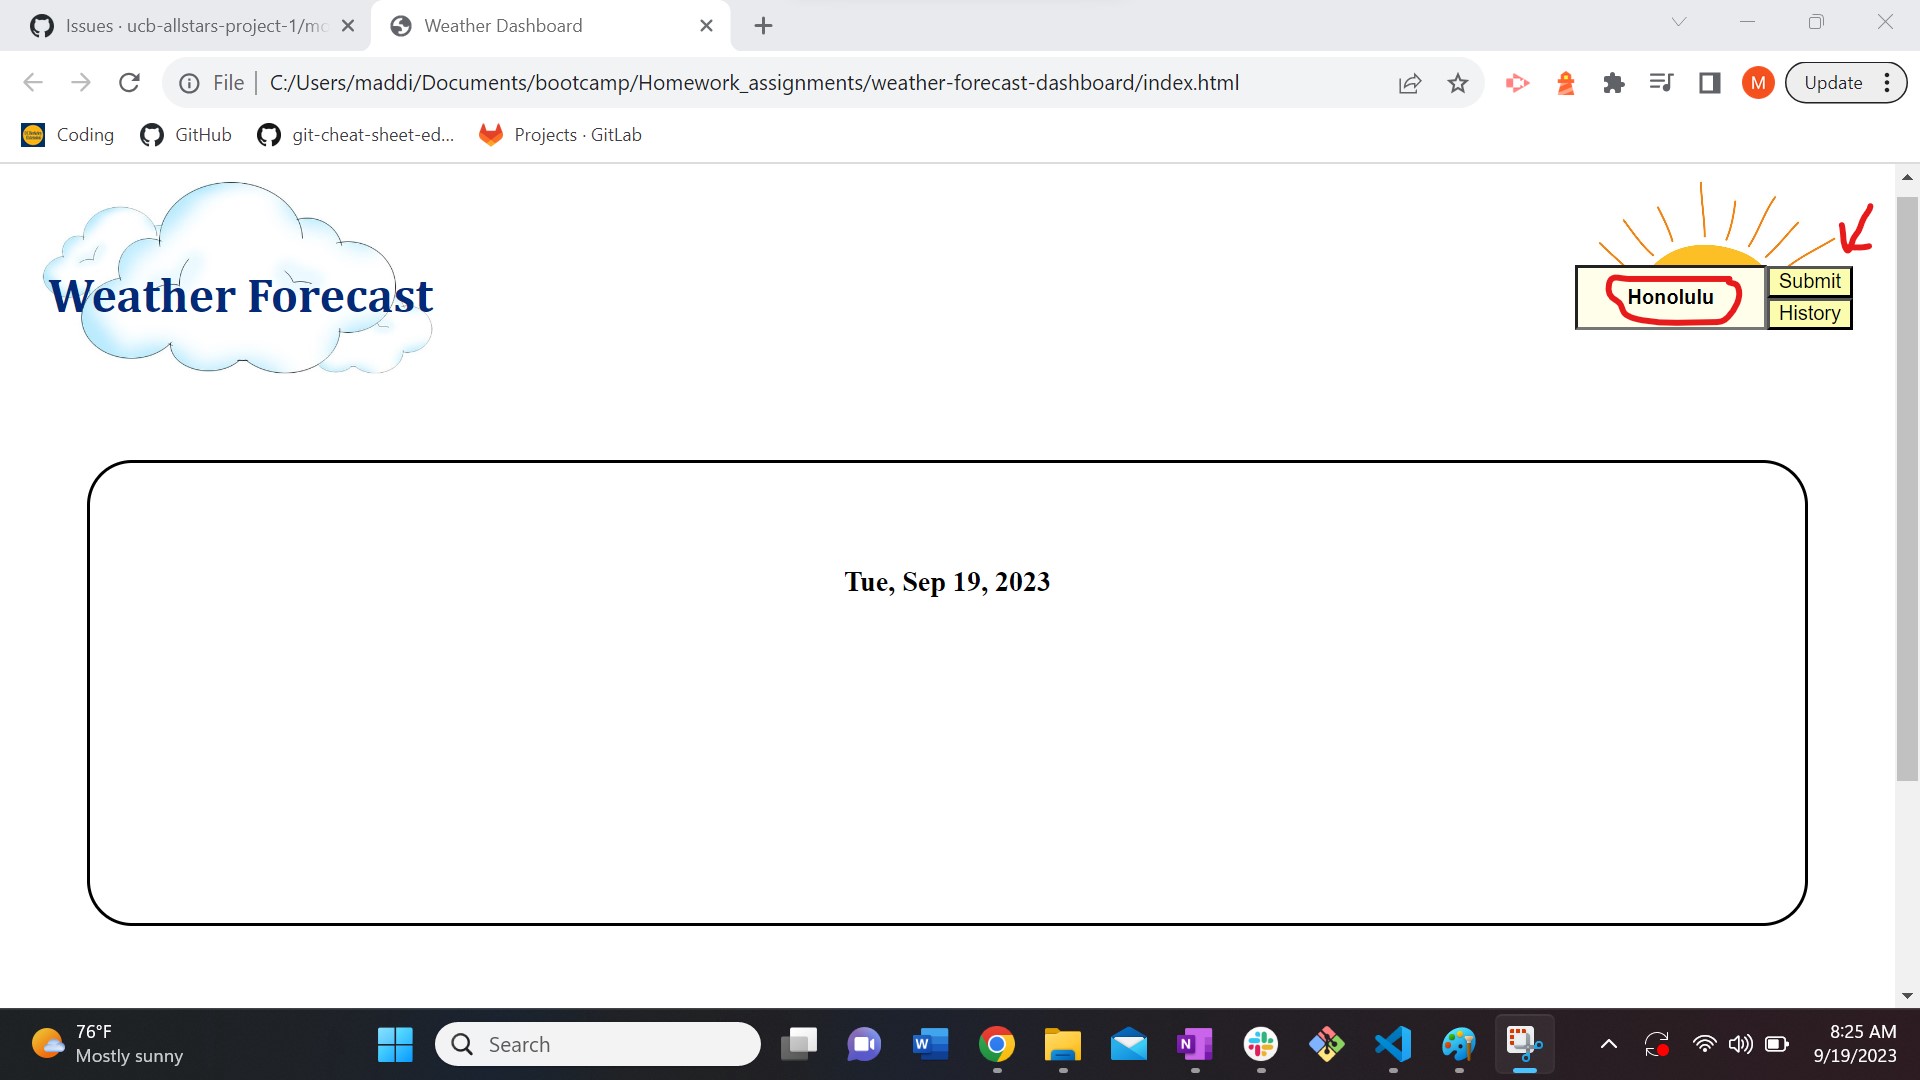 Issues · ucb-allstars-project-1/mo
Weather Dashboard
File
C:/Users/maddi/Documents/bootcamp/Homework_assignments/weather-forecast-dashboard/index.html
M
Update
Coding
GitHub
git-cheat-sheet-ed...
Projects · GitLab
Weather Forecast
Honolulu
Submit
History
Tue, Sep 19, 2023
76°F
Mostly sunny
Search
W
N
8:25 AM
9/19/2023